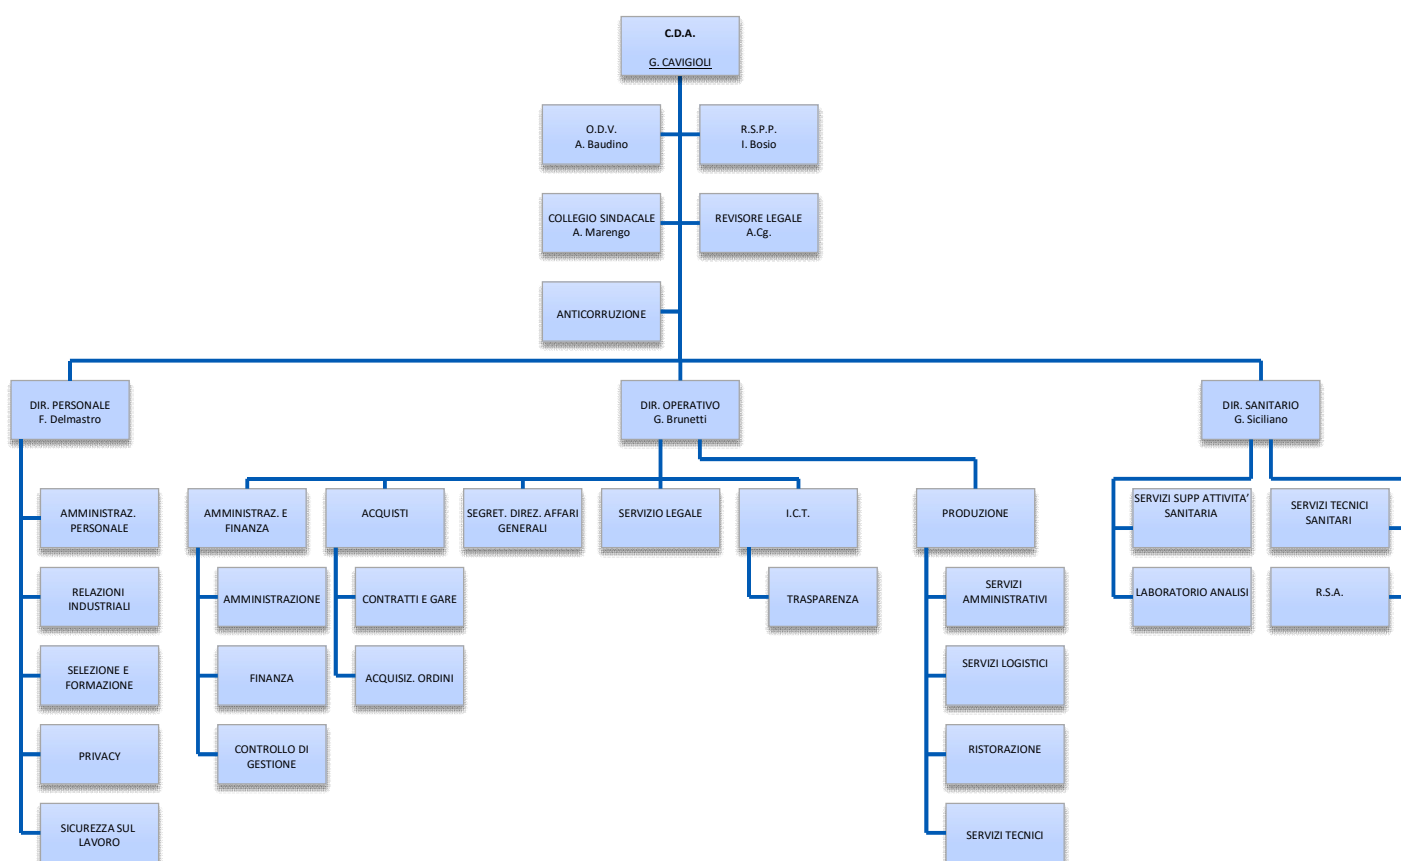 C.D.A.
G. CAVIGIOLI
O.D.V.
A. Baudino
R.S.P.P.
I. Bosio
COLLEGIO SINDACALE
A. Marengo
REVISORE LEGALE
A.Cg.
ANTICORRUZIONE
DIR. PERSONALE
F. Delmastro
DIR. OPERATIVO
G. Brunetti
DIR. SANITARIO
G. Siciliano
AMMINISTRAZ.
PERSONALE
AMMINISTRAZ. E
FINANZA
ACQUISTI
SEGRET. DIREZ. AFFARI
GENERALI
SERVIZIO LEGALE
I.C.T.
PRODUZIONE
SERVIZI SUPP ATTIVITA’
SANITARIA
SERVIZI TECNICI
SANITARI
RELAZIONI
INDUSTRIALI
AMMINISTRAZIONE
CONTRATTI E GARE
TRASPARENZA
SERVIZI
AMMINISTRATIVI
LABORATORIO ANALISI
R.S.A.
SELEZIONE E
FORMAZIONE
FINANZA
ACQUISIZ. ORDINI
SERVIZI LOGISTICI
PRIVACY
CONTROLLO DI
GESTIONE
RISTORAZIONE
SICUREZZA SUL
LAVORO
SERVIZI TECNICI